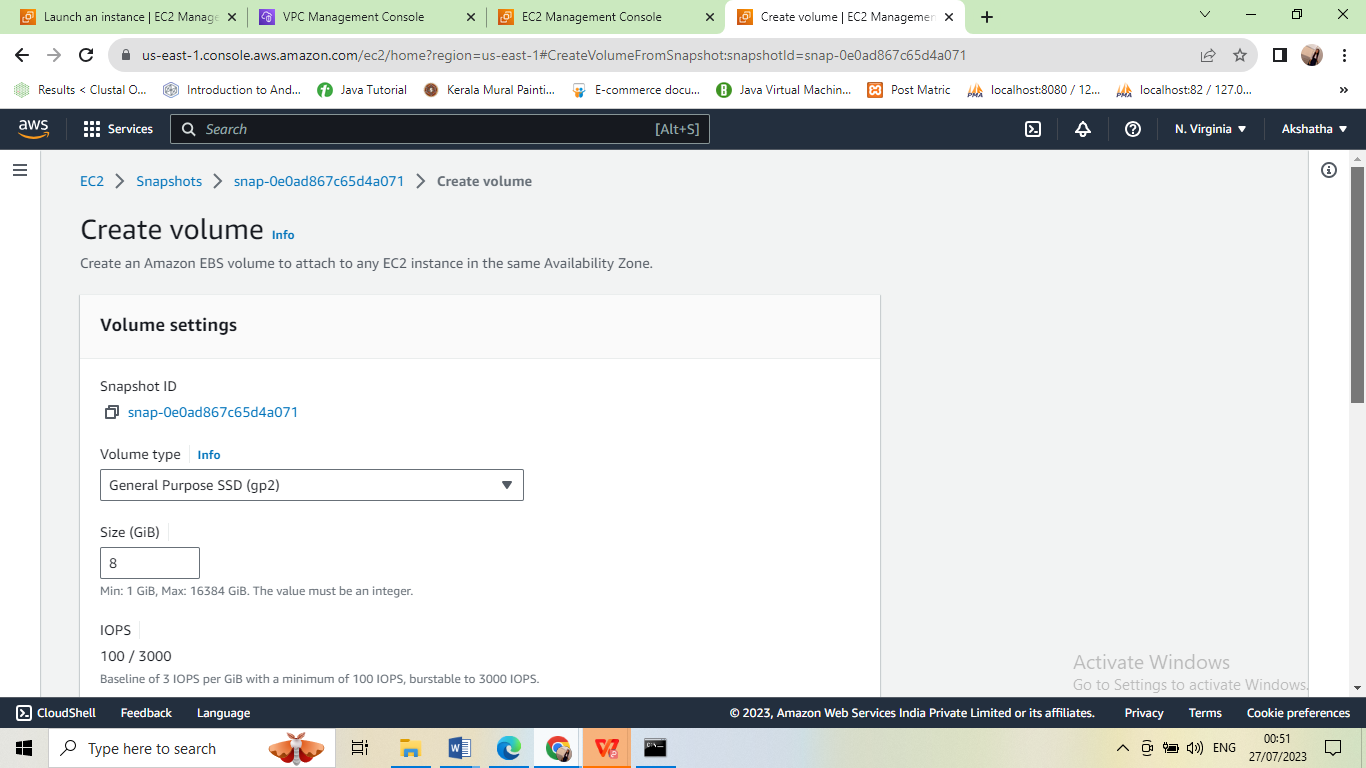 Launch an instance | EC2 Manage
VPC Management Console
EC2 Management Console
Create volume | EC2 Managemen
us-east-1.console.aws.amazon.com/ec2/home?region=us-east-1#CreateVolumeFromSnapshot:snapshotId=snap-0e0ad867c65d4a071
Results < Clustal O...
Introduction to And...
Java Tutorial
Kerala Mural Painti...
E-commerce docu...
Java Virtual Machin...
Post Matric
localhost:8080 / 12...
localhost:82 / 127.0...
aws
Services
Search
[Alt+S]
N. Virginia
Akshatha
EC2
Snapshots
snap-0e0ad867c65d4a071
Create volume
Create volume Info
Create an Amazon EBS volume to attach to any EC2 instance in the same Availability Zone.
Volume settings
Snapshot ID
snap-0e0ad867c65d4a071
Volume type Info
General Purpose SSD (gp2)
Size (GiB)
8
Min: 1 GiB, Max: 16384 GiB. The value must be an integer.
IOPS
100 / 3000
Baseline of 3 IOPS per GiB with a minimum of 100 IOPS, burstable to 3000 IOPS.
Activate Windows
Go to Settings to activate Windows.
CloudShell
Feedback
Language
© 2023, Amazon Web Services India Private Limited or its affiliates.
Privacy
Terms
Cookie preferences
Type here to search
ENG
00:51
27/07/2023